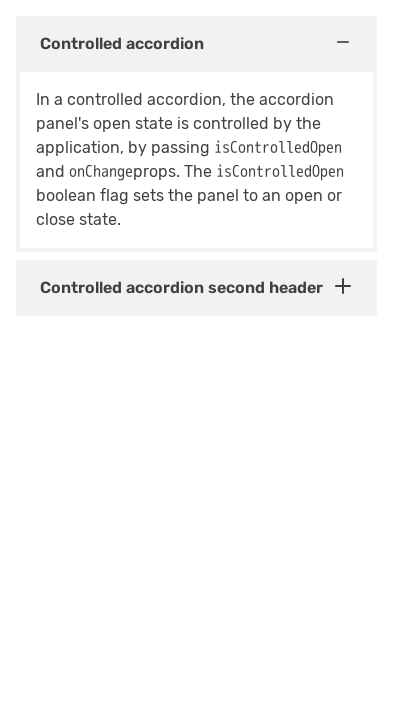 Controlled accordion
In a controlled accordion, the accordion
panel's open state is controlled by the
application, by passing isControlledOpen
and onChangeprops. The isControlledOpen
boolean flag sets the panel to an open or
close state.
Controlled accordion second header